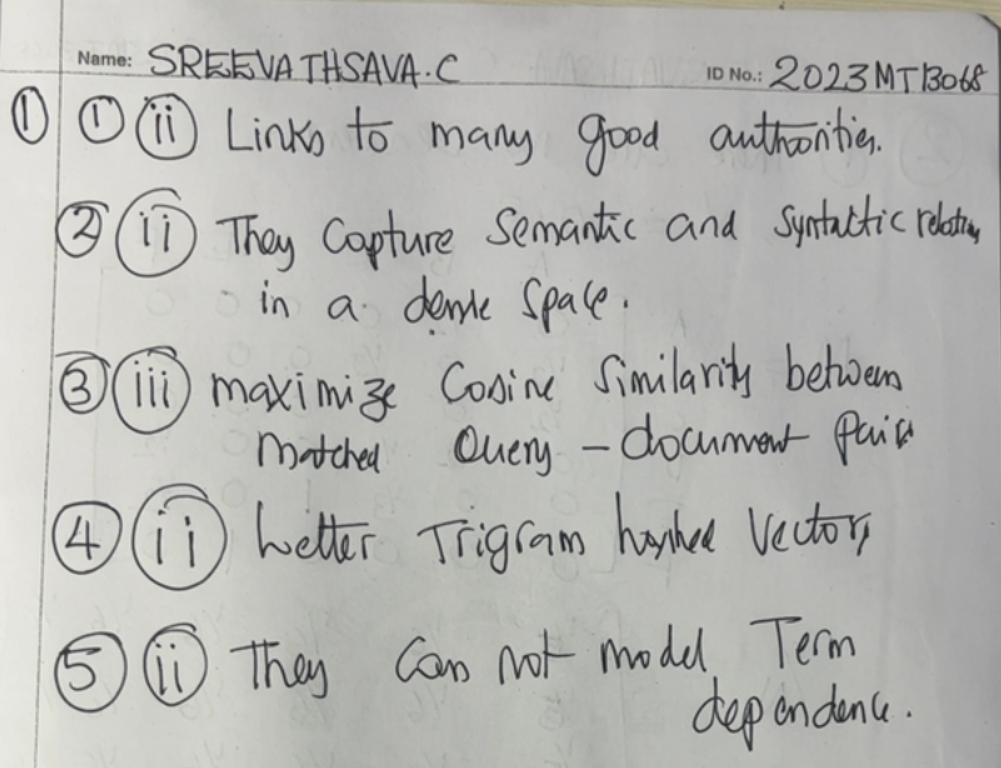 Name: SREEVATHSAVA.C ID No.: 2023MT13068
① ① ii Links to many good authorities.
② ii They Capture Semantic and Syntactic relations
in a dense Space.
③ iii maximize Cosine Similarity between
Matched Query – document pairs
④ ii Letter Trigram hashed Vectors
⑤ ii They Can not model Term
dependence.